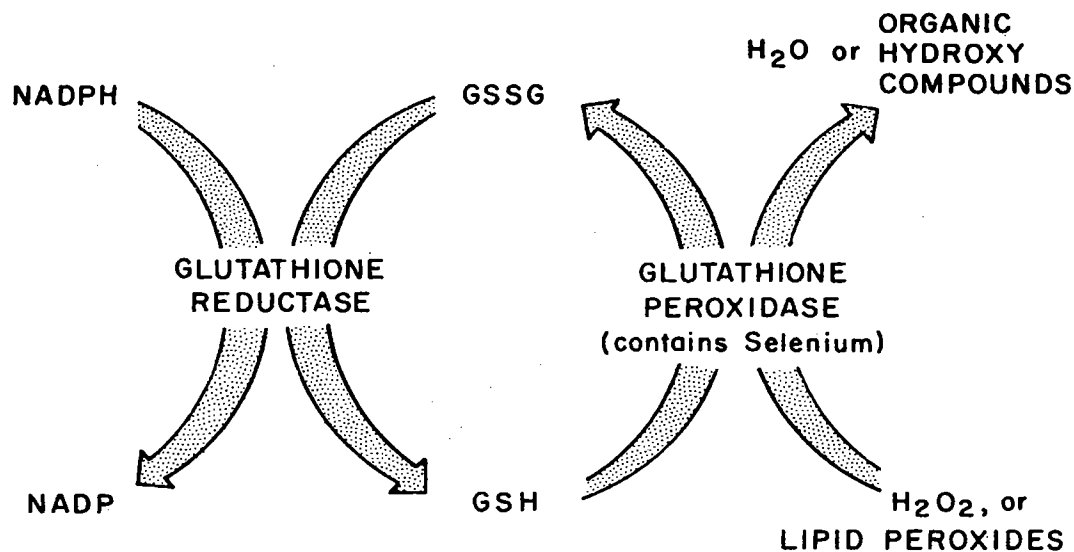 NADPH
GSSG
H₂O or ORGANIC
HYDROXY
COMPOUNDS
GLUTATHIONE
REDUCTASE
GLUTATHIONE
PEROXIDASE
(contains Selenium)
NADP
GSH
H₂O₂, or
LIPID PEROXIDES